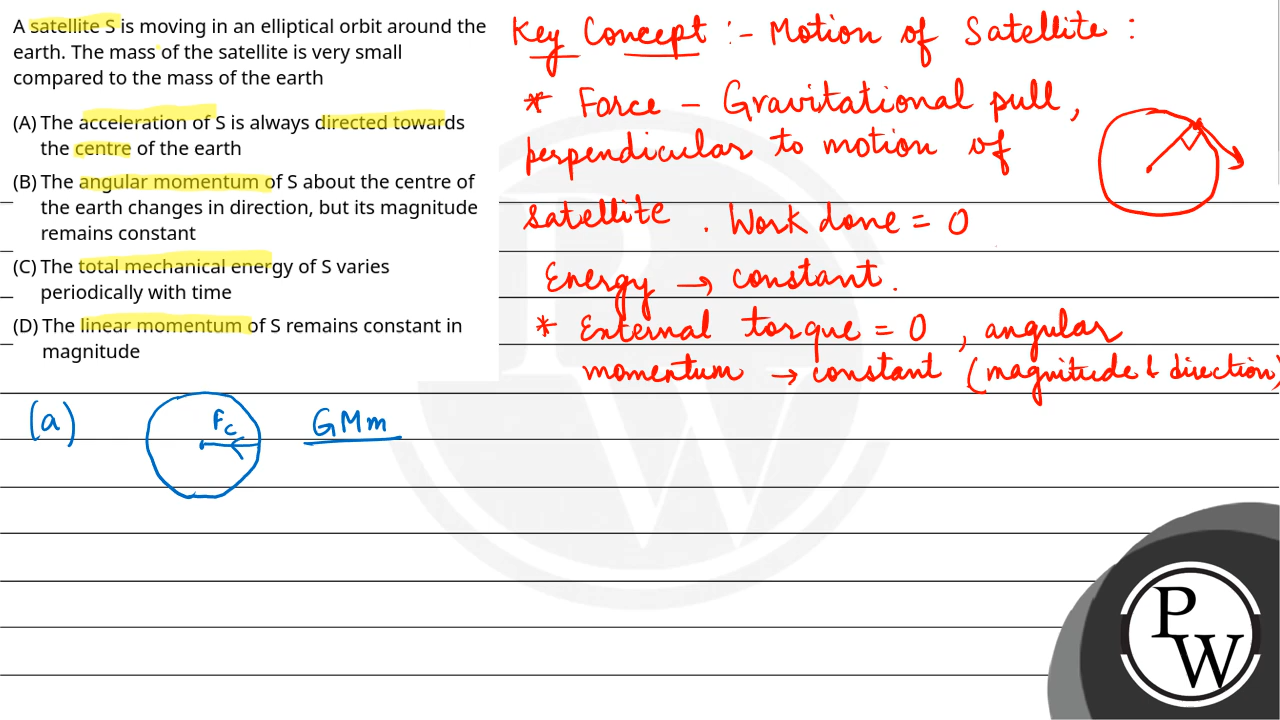 A satellite S is moving in an elliptical orbit around the
earth. The mass of the satellite is very small
compared to the mass of the earth
(A) The acceleration of S is always directed towards
the centre of the earth
(B) The angular momentum of S about the centre of
the earth changes in direction, but its magnitude
remains constant
(C) The total mechanical energy of S varies
periodically with time
(D) The linear momentum of S remains constant in
magnitude
Key Concept :- Motion of Satellite :
* Force - Gravitational pull,
perpendicular to motion of
satellite . Work done = 0
Energy → constant.
* External torque = 0 , angular
momentum → constant (magnitude & direction)
(a)
Fc
GMm
P
W